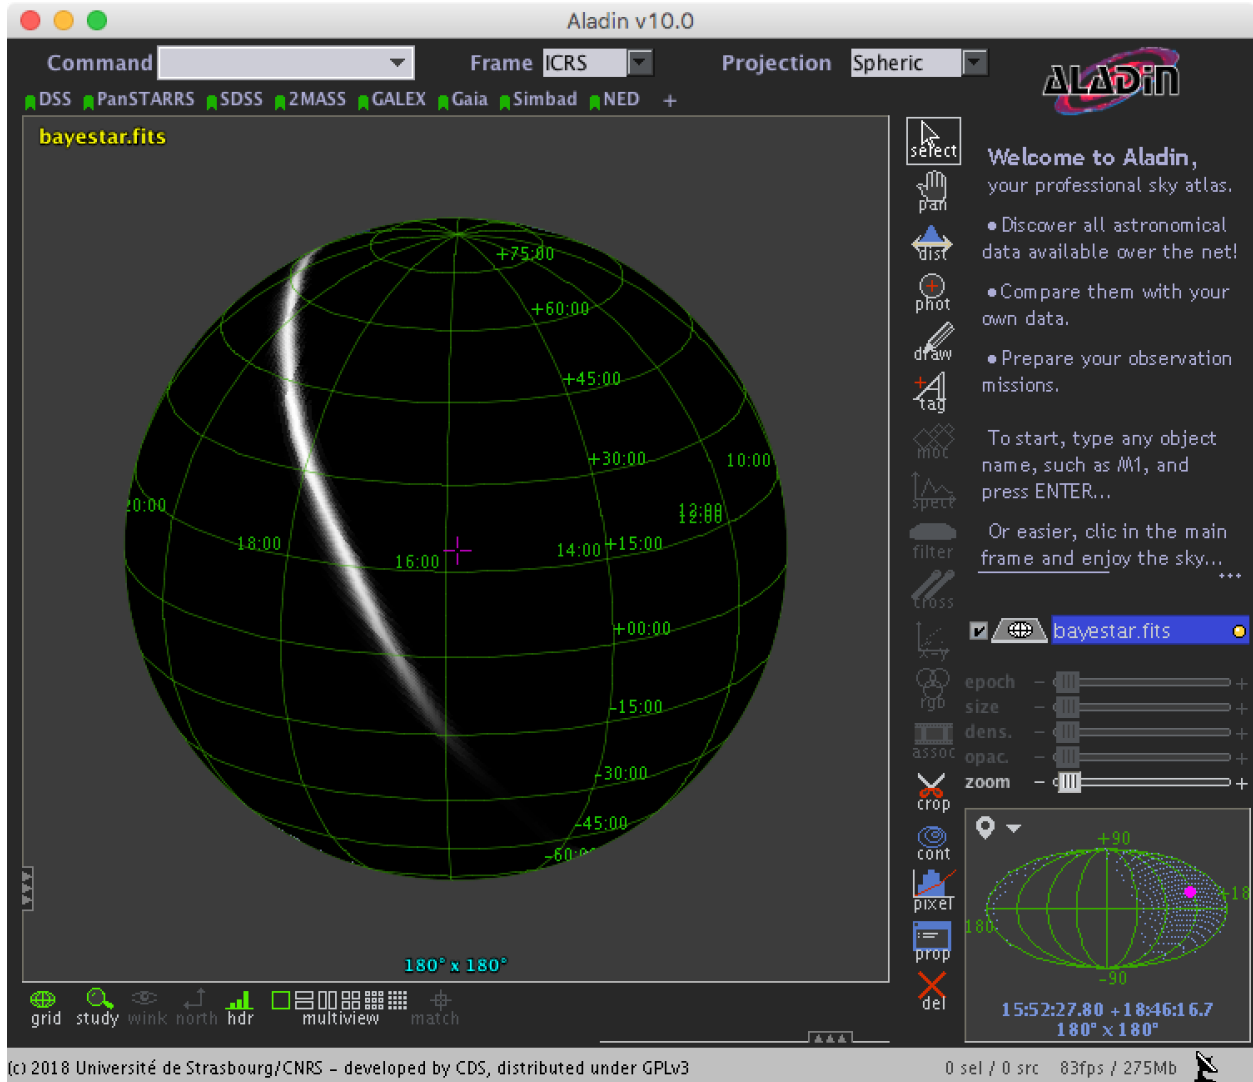 Aladin v10.0
Command Frame ICRS Projection Spheric
ALADiN
DSS PanSTARRS SDSS 2MASS GALEX Gaia Simbad NED +
bayestar.fits
+75:00
+60:00
+45:00
+30:00
10:00
20:00
12:00
18:00
16:00
14:00
+15:00
+00:00
-15:00
-30:00
-45:00
-60:00
180° x 180°
select
pan
dist
phot
draw
tag
moc
spect
filter
cross
x-y
rgb
assoc
crop
cont
pixel
prop
del
Welcome to Aladin,
your professional sky atlas.
• Discover all astronomical
data available over the net!
• Compare them with your
own data.
• Prepare your observation
missions.
To start, type any object
name, such as M1, and
press ENTER...
Or easier, clic in the main
frame and enjoy the sky...
...
bayestar.fits
epoch - +
size - +
dens. - +
opac. - +
zoom - +
+90
+18
180
-90
15:52:27.80 +18:46:16.7
180° x 180°
grid study wink north hdr multiview match
(c) 2018 Université de Strasbourg/CNRS - developed by CDS, distributed under GPLv3
0 sel / 0 src 83fps / 275Mb